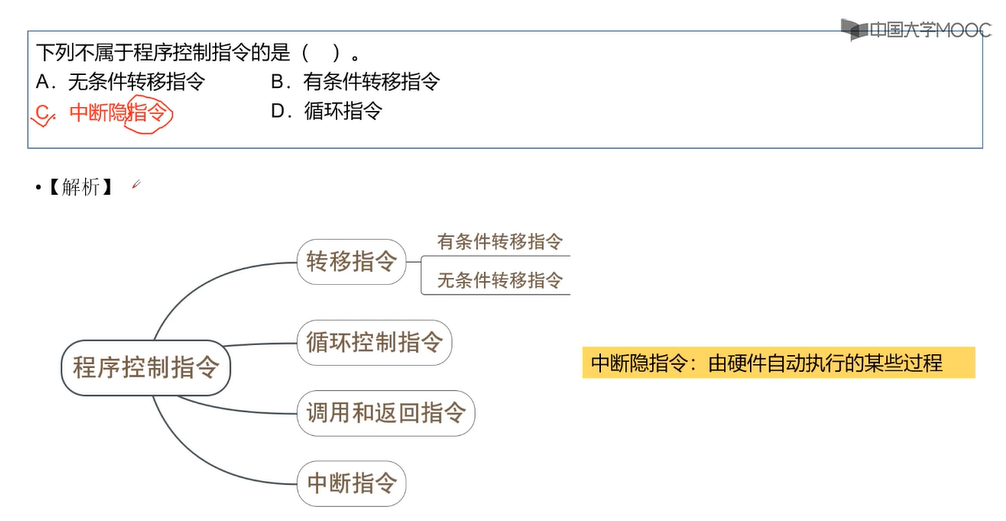 中国大学MOOC
下列不属于程序控制指令的是（ ）。
A．无条件转移指令 B．有条件转移指令
C．中断隐指令 D．循环指令
•【解析】
有条件转移指令
转移指令
无条件转移指令
循环控制指令
程序控制指令
中断隐指令：由硬件自动执行的某些过程
调用和返回指令
中断指令